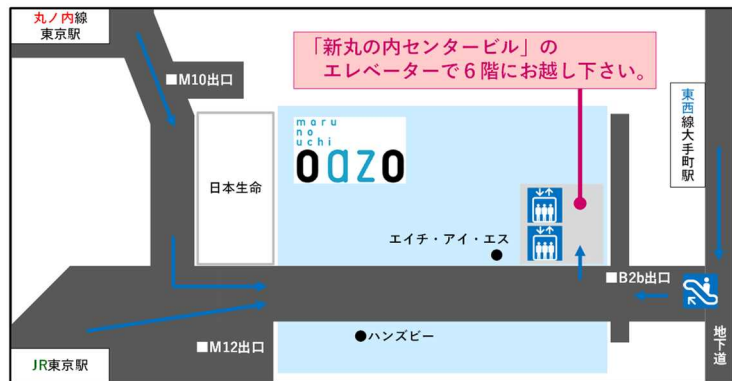 丸ノ内線
東京駅
「新丸の内センタービル」の
エレベーターで６階にお越し下さい。
■M10出口
東西線大手町駅
maru
no
uchi
oazo
日本生命
エイチ・アイ・エス
■B2b出口
●ハンズビー
■M12出口
JR東京駅
地下道